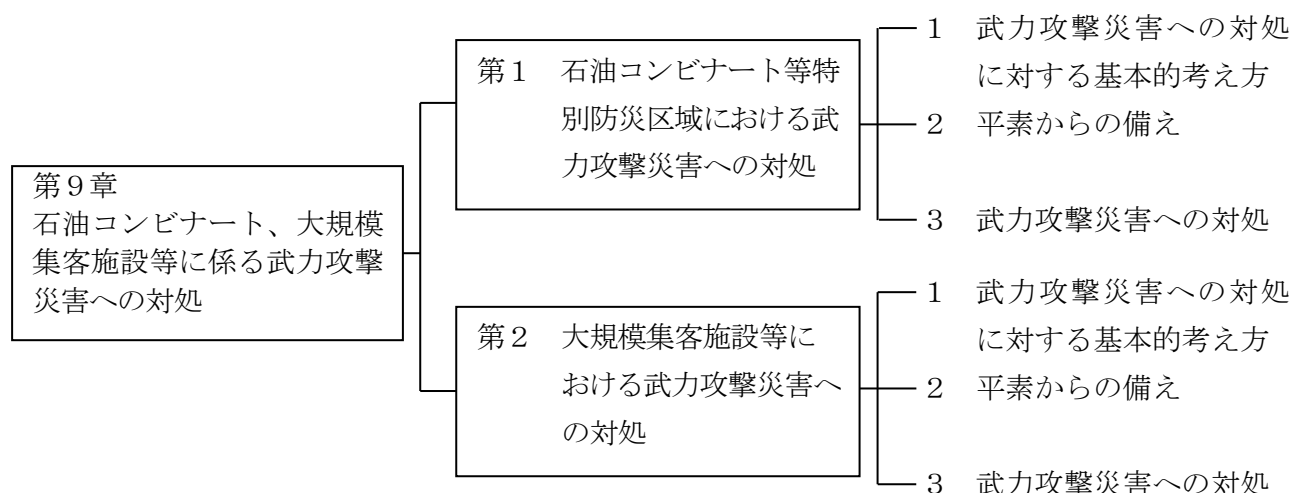 第９章
石油コンビナート、大規模
集客施設等に係る武力攻撃
災害への対処
第１　石油コンビナート等特
別防災区域における武
力攻撃災害への対処
１　武力攻撃災害への対処
に対する基本的考え方
２　平素からの備え
３　武力攻撃災害への対処
第２　大規模集客施設等に
おける武力攻撃災害へ
の対処
１　武力攻撃災害への対処
に対する基本的考え方
２　平素からの備え
３　武力攻撃災害への対処